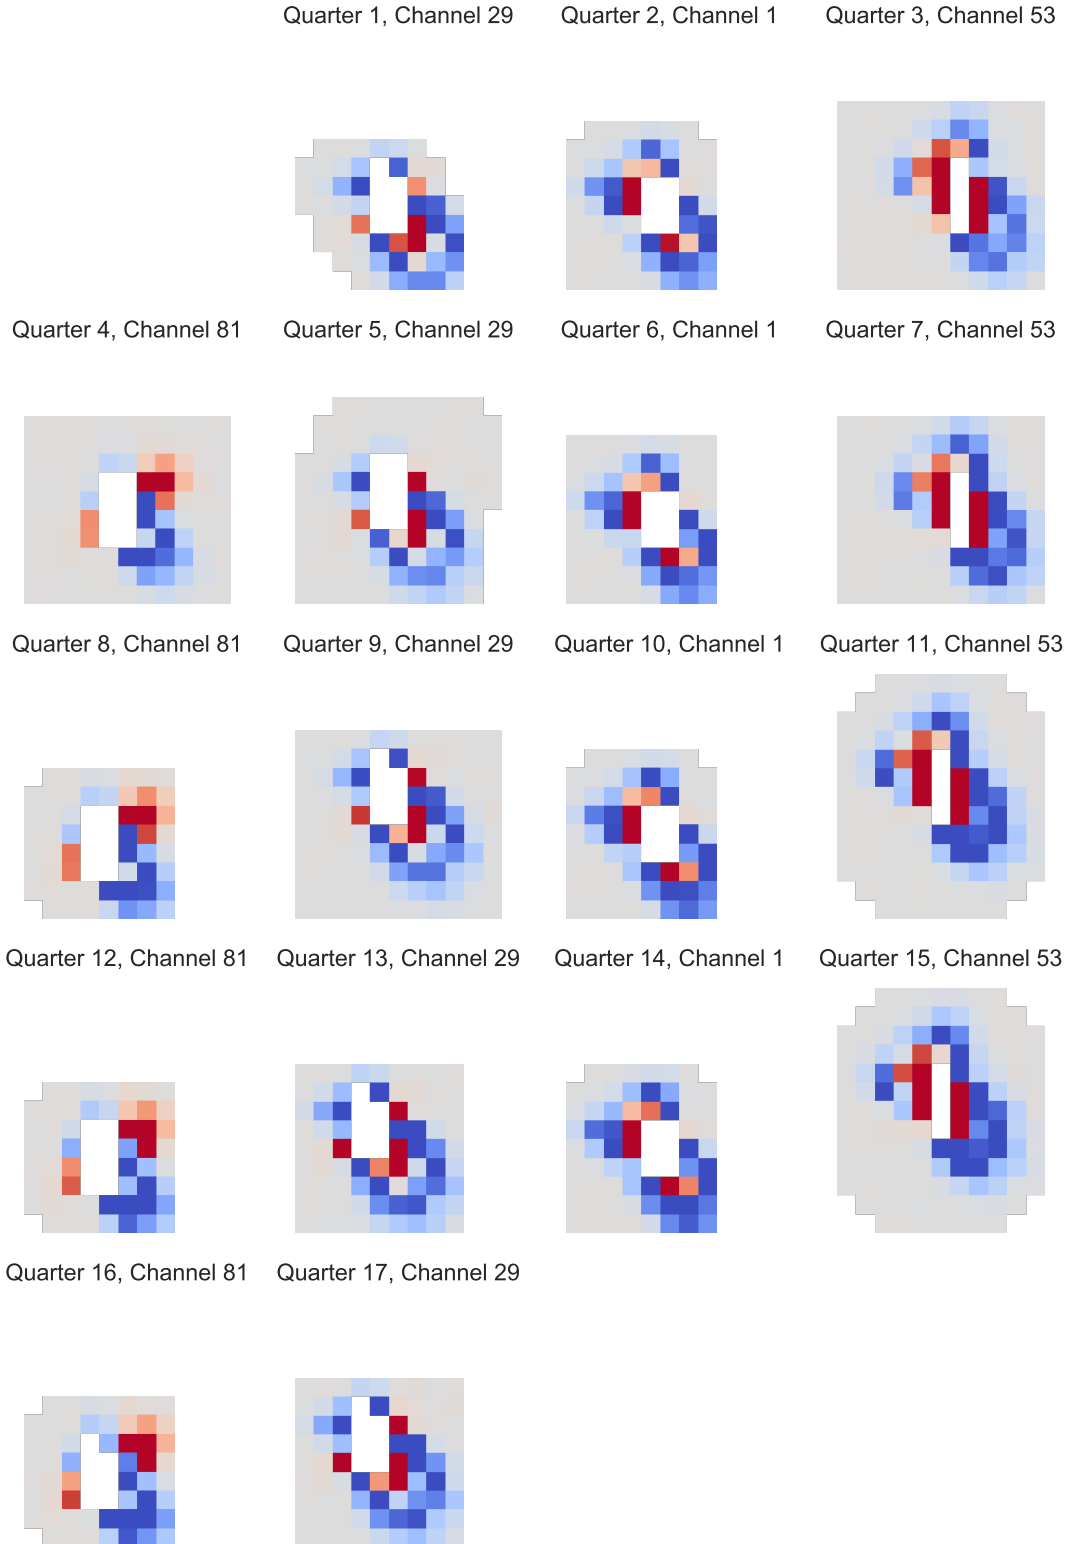 Quarter 1, Channel 29
Quarter 2, Channel 1
Quarter 3, Channel 53
Quarter 4, Channel 81
Quarter 5, Channel 29
Quarter 6, Channel 1
Quarter 7, Channel 53
Quarter 8, Channel 81
Quarter 9, Channel 29
Quarter 10, Channel 1
Quarter 11, Channel 53
Quarter 12, Channel 81
Quarter 13, Channel 29
Quarter 14, Channel 1
Quarter 15, Channel 53
Quarter 16, Channel 81
Quarter 17, Channel 29